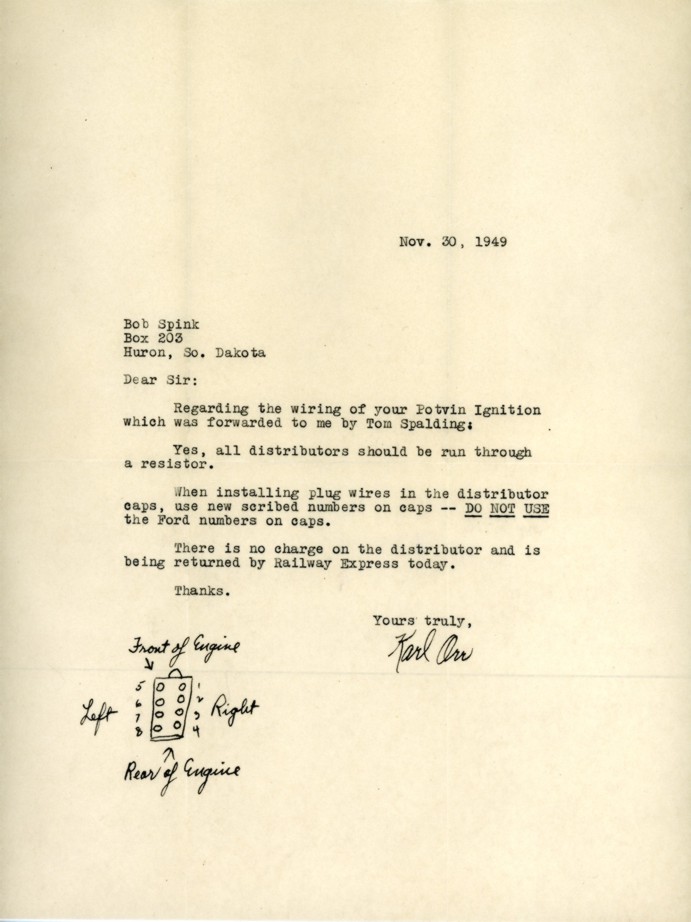 Nov. 30, 1949
Bob Spink
Box 203
Huron, So. Dakota
Dear Sir:
Regarding the wiring of your Potvin Ignition
which was forwarded to me by Tom Spalding;
Yes, all distributors should be run through
a resistor.
When installing plug wires in the distributor
caps, use new scribed numbers on caps -- DO NOT USE
the Ford numbers on caps.
There is no charge on the distributor and is
being returned by Railway Express today.
Thanks.
Yours truly,
Karl Orr
Front of Engine
5 1
6 2
Left 7 3 Right
8 4
Rear of Engine